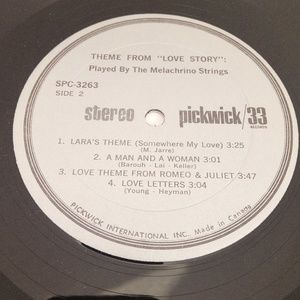 THEME FROM "LOVE STORY":
Played By The Melachrino Strings
SPC-3263
SIDE 2
stereo pickwick/33
RECORDS
1. LARA'S THEME (Somewhere My Love) 3:25
(M. Jarre)
2. A MAN AND A WOMAN 3:01
(Barouh - Lai - Keller)
3. LOVE THEME FROM ROMEO & JULIET 3:47
4. LOVE LETTERS 3:04
(Young - Heyman)
PICKWICK INTERNATIONAL INC. Made in Canada